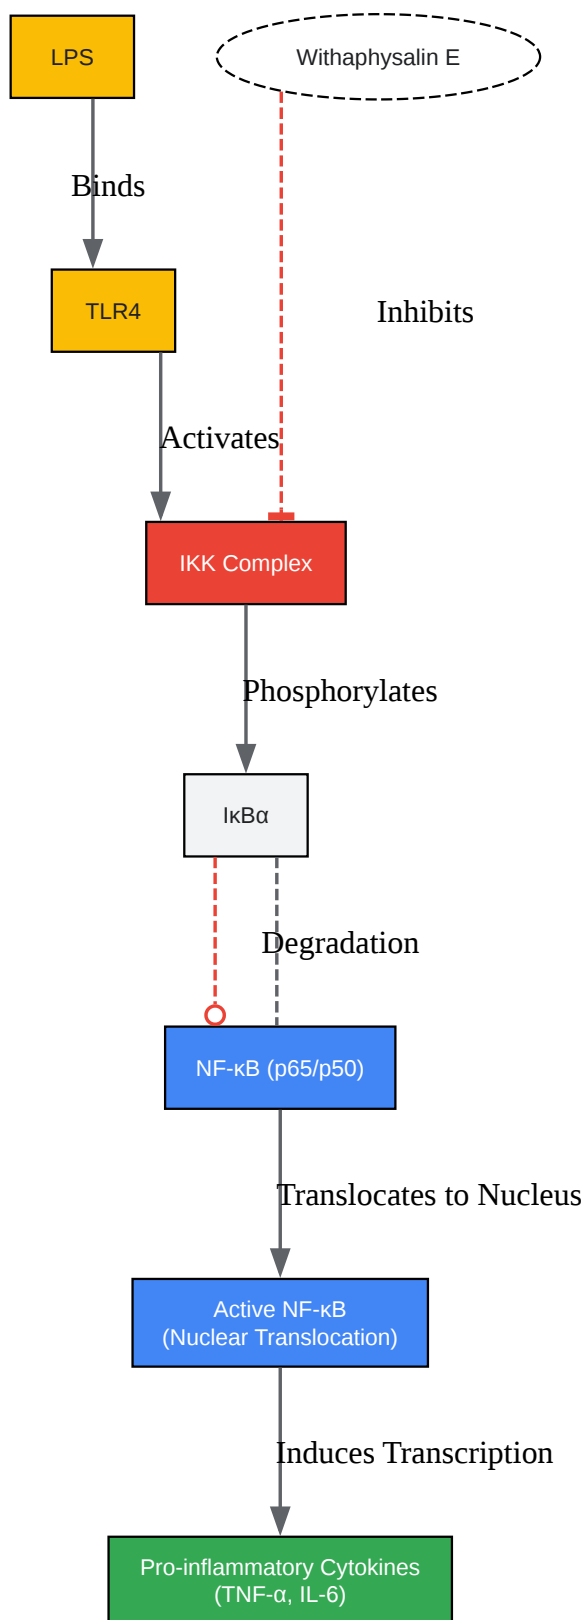 LPS
Withaphysalin E
Binds
TLR4
Inhibits
Activates
IKK Complex
Phosphorylates
IκBα
Degradation
NF-κB (p65/p50)
Translocates to Nucleus
Active NF-κB
(Nuclear Translocation)
Induces Transcription
Pro-inflammatory Cytokines
(TNF-α, IL-6)